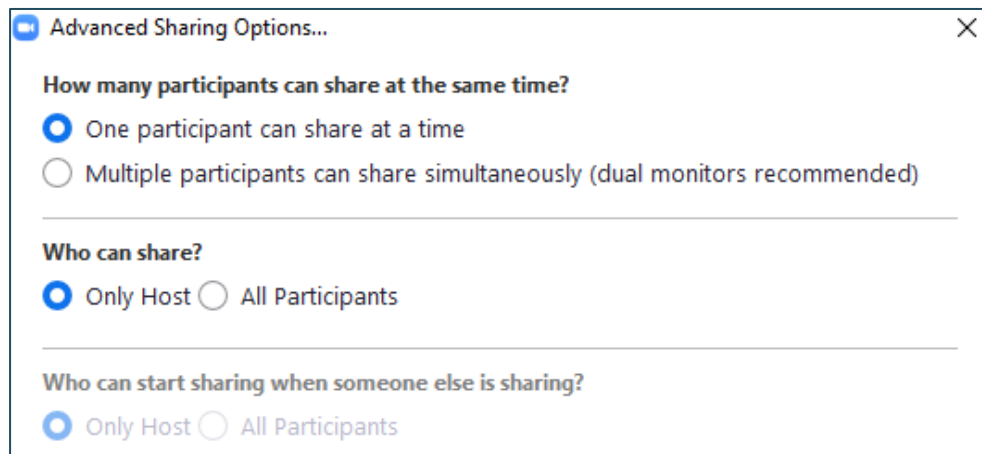 Advanced Sharing Options...
How many participants can share at the same time?
One participant can share at a time
Multiple participants can share simultaneously (dual monitors recommended)
Who can share?
Only Host All Participants
Who can start sharing when someone else is sharing?
Only Host All Participants